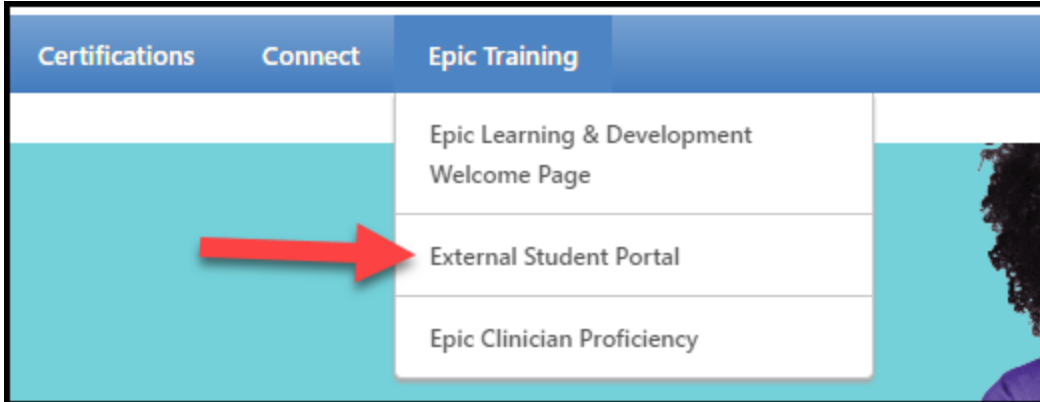 Certifications Connect Epic Training
Epic Learning & Development
Welcome Page
External Student Portal
Epic Clinician Proficiency